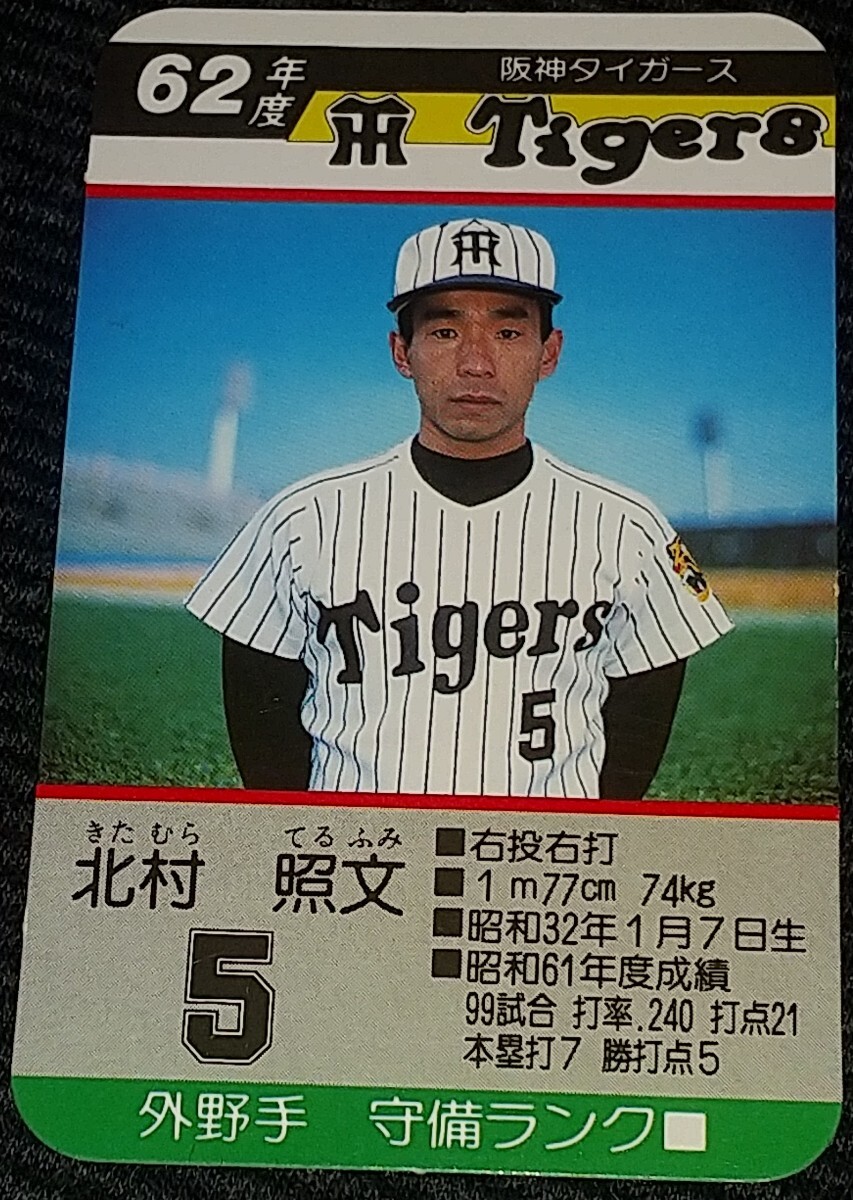 62年度 阪神タイガース
TH Tigers
TH
Tigers
5
きた むら てる ふみ
北村 照文
5
■右投右打
■1m77cm 74kg
■昭和32年1月7日生
■昭和61年度成績
99試合 打率.240 打点21
本塁打7 勝打点5
外野手 守備ランク■